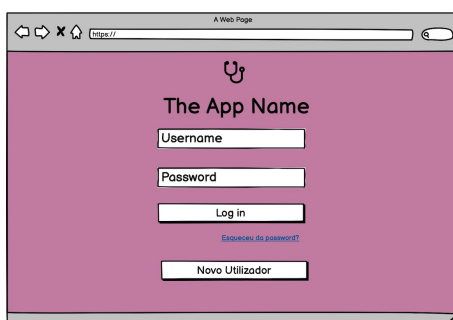 A Web Page
https://
The App Name
Username
Password
Log in
Esqueceu da password?
Novo Utilizador